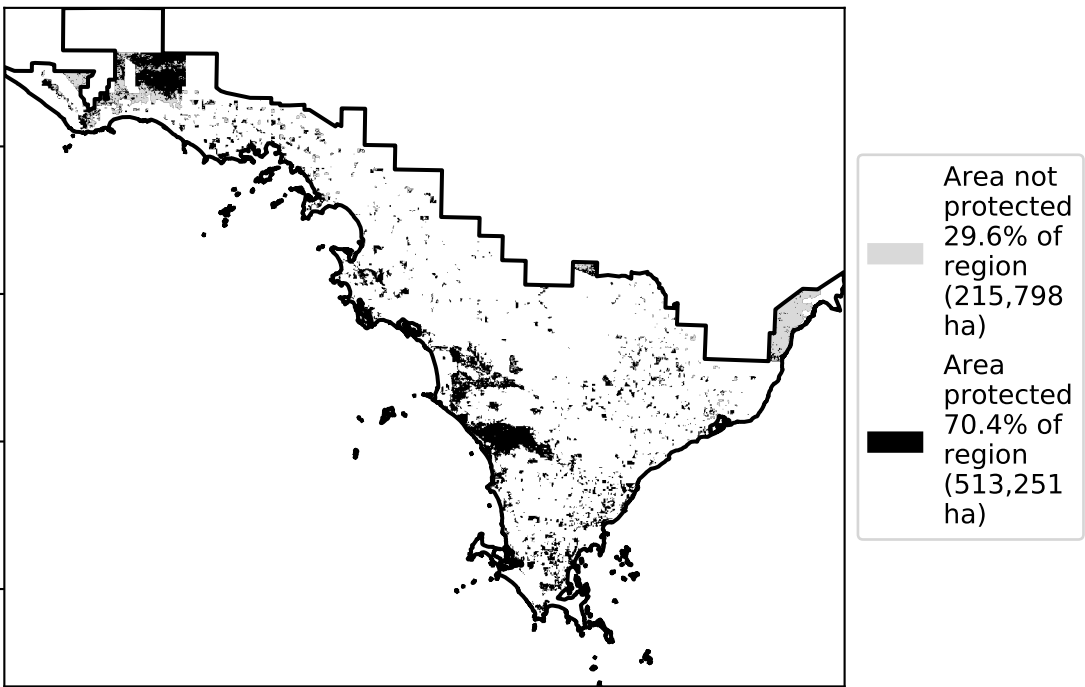 Area not
protected
29.6% of
region
(215,798
ha)
Area
protected
70.4% of
region
(513,251
ha)